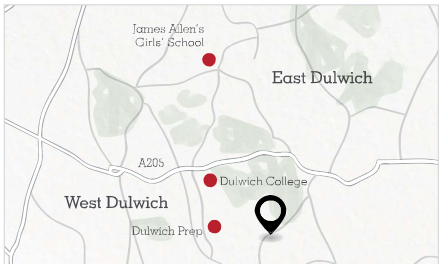 James Allen's
Girls' School
East Dulwich
A205
Dulwich College
West Dulwich
Dulwich Prep